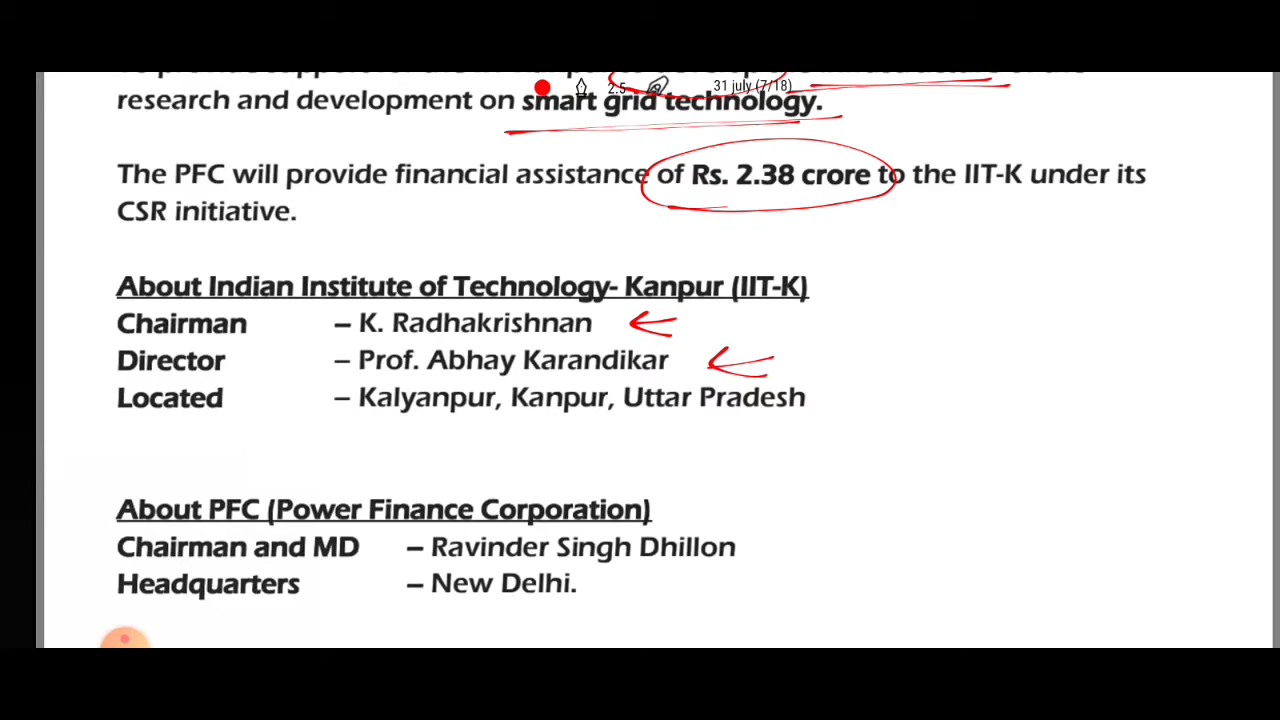 2.5 31 july (7/18)
research and development on smart grid technology.
The PFC will provide financial assistance of Rs. 2.38 crore to the IIT-K under its
CSR initiative.
About Indian Institute of Technology- Kanpur (IIT-K)
Chairman – K. Radhakrishnan
Director – Prof. Abhay Karandikar
Located – Kalyanpur, Kanpur, Uttar Pradesh
About PFC (Power Finance Corporation)
Chairman and MD – Ravinder Singh Dhillon
Headquarters – New Delhi.